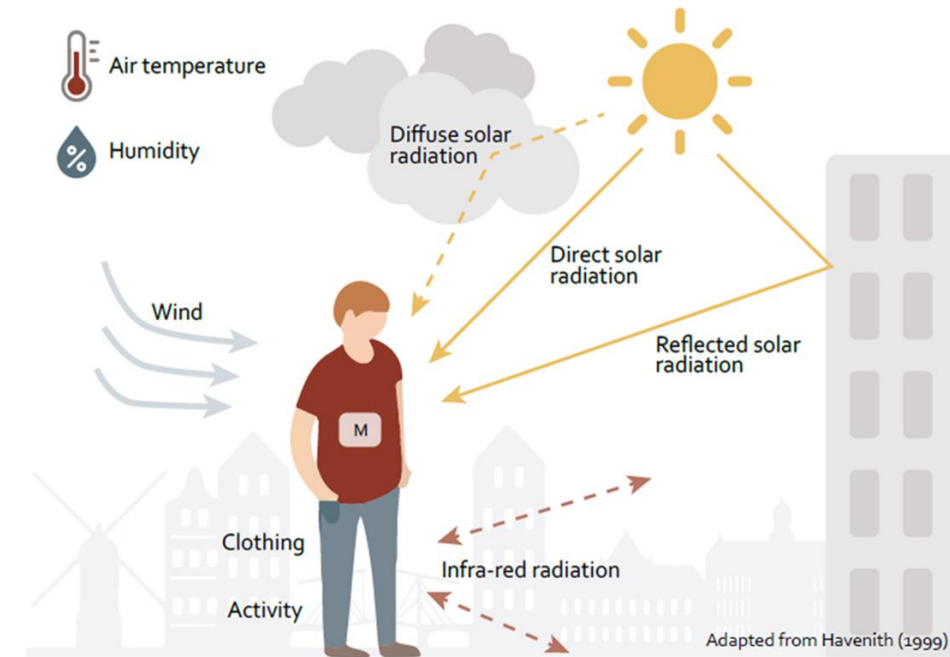 Air temperature
%
Humidity
Diffuse solar
radiation
Direct solar
radiation
Wind
Reflected solar
radiation
M
Clothing
Infra-red radiation
Activity
Adapted from Havenith (1999)